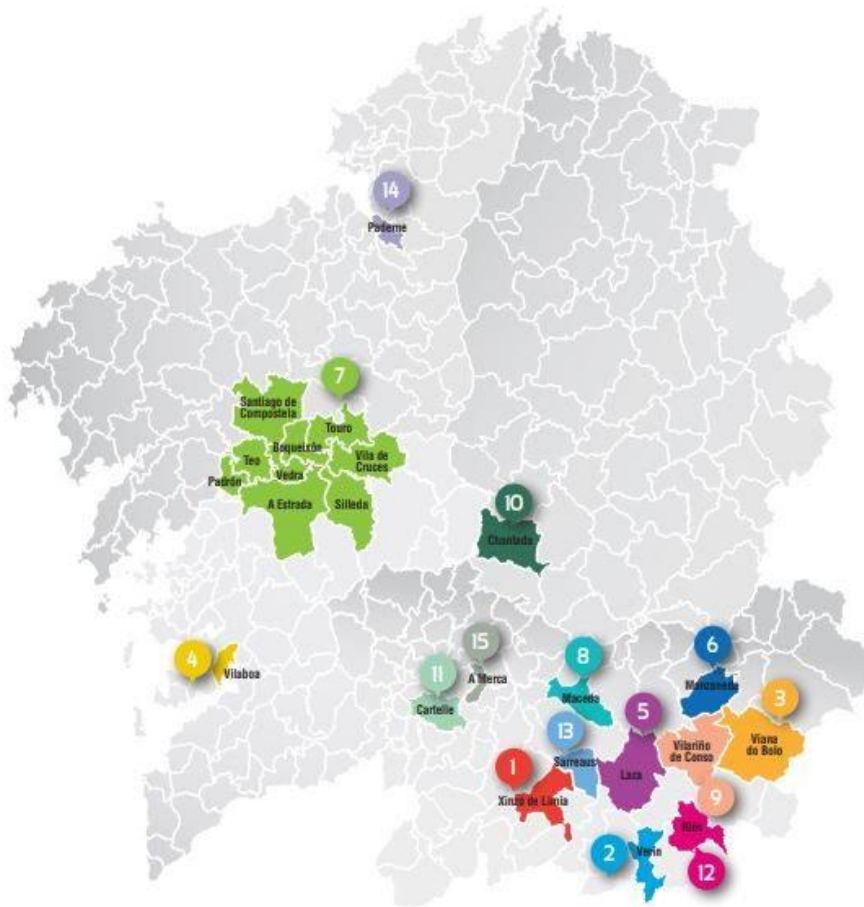 14
Paderne
7
Santiago de
Compostela
Touro
Boqueixón
Teo
Vila de
Cruces
Vedra
Padrón
A Estrada
Silleda
10
Chantada
4
Vilaboa
15
A Merca
11
Cartelle
8
Maceda
6
Manzaneda
3
Viana
do Bolo
5
Laza
Vilariño
de Conso
13
Sarreaus
1
Xinzo de Limia
9
2
Verín
Riós
12